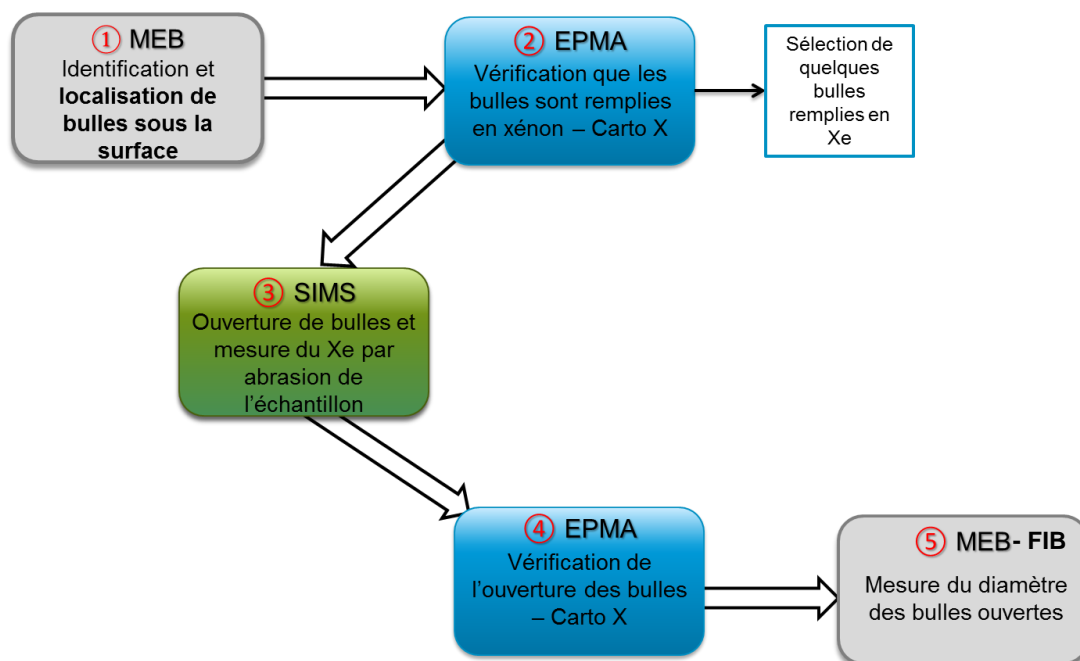 ① MEB
Identification et
localisation de
bulles sous la
surface
② EPMA
Vérification que les
bulles sont remplies
en xénon – Carto X
Sélection de
quelques
bulles
remplies en
Xe
③ SIMS
Ouverture de bulles et
mesure du Xe par
abrasion de
l’échantillon
④ EPMA
Vérification de
l’ouverture des bulles
– Carto X
⑤ MEB- FIB
Mesure du diamètre
des bulles ouvertes